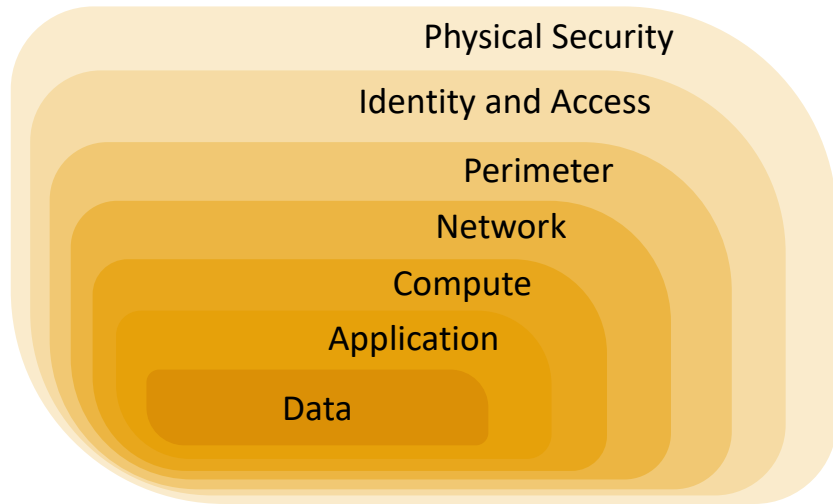 Physical Security
Identity and Access
Perimeter
Network
Compute
Application
Data